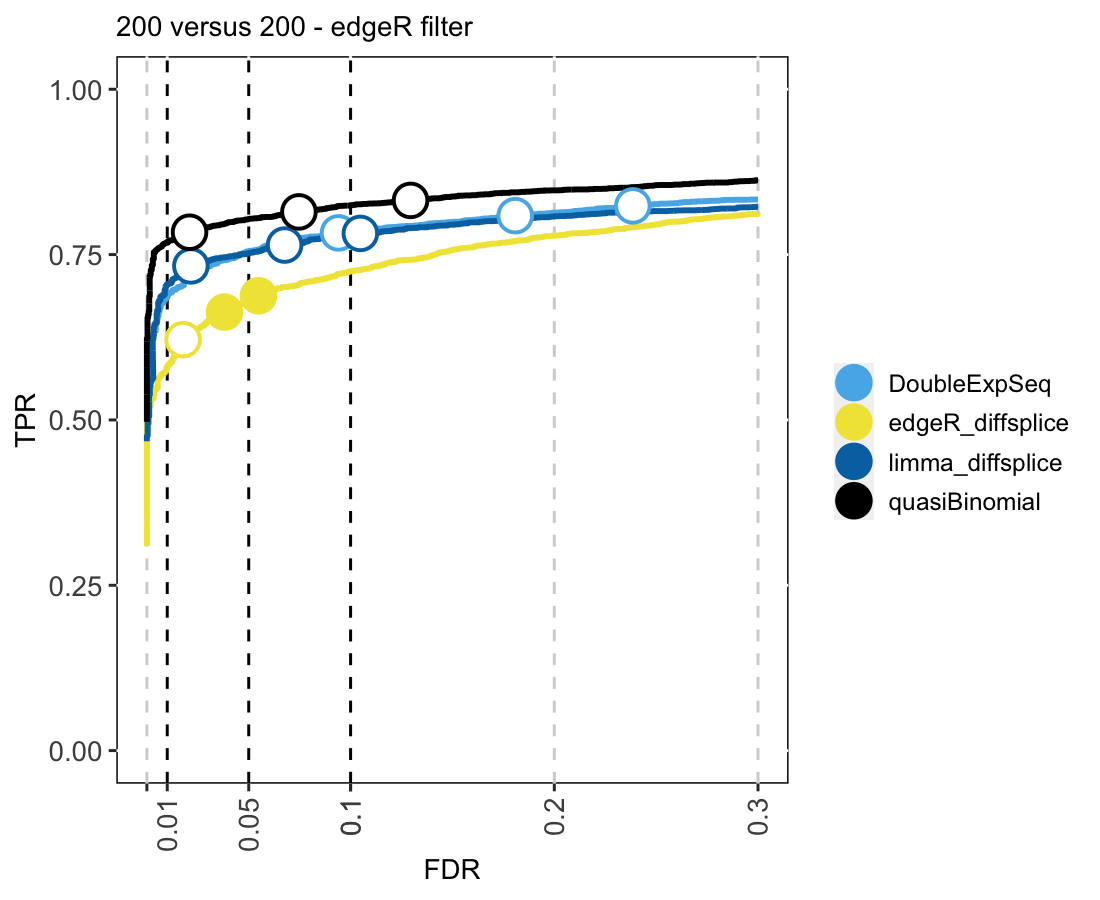 200 versus 200 - edgeR filter
1.00
0.75
0.50
0.25
0.00
TPR
0.01
0.05
0.1
0.2
0.3
FDR
DoubleExpSeq
edgeR_diffsplice
limma_diffsplice
quasiBinomial